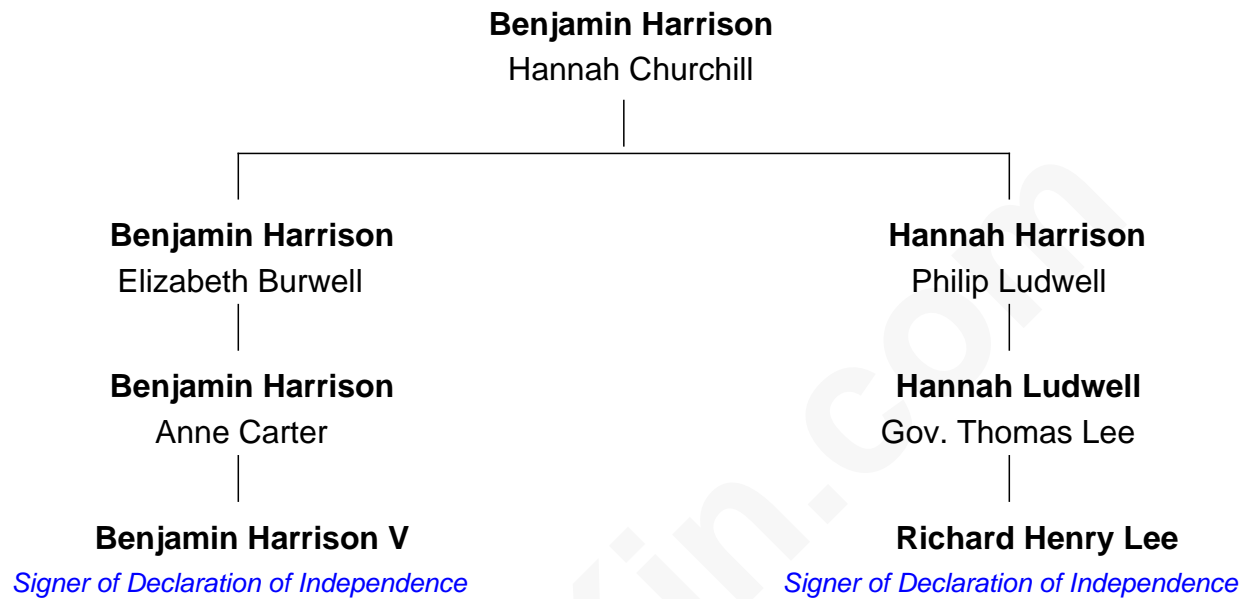 Benjamin Harrison
Hannah Churchill
Benjamin Harrison
Elizabeth Burwell
Hannah Harrison
Philip Ludwell
Benjamin Harrison
Anne Carter
Hannah Ludwell
Gov. Thomas Lee
Benjamin Harrison V
Signer of Declaration of Independence
Richard Henry Lee
Signer of Declaration of Independence